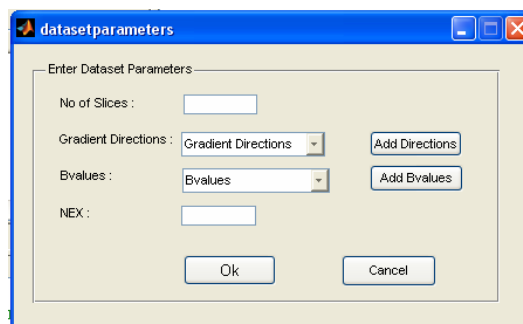 datasetparameters
Enter Dataset Parameters
No of Slices :
Gradient Directions : Gradient Directions Add Directions
Bvalues : Bvalues Add Bvalues
NEX :
Ok Cancel